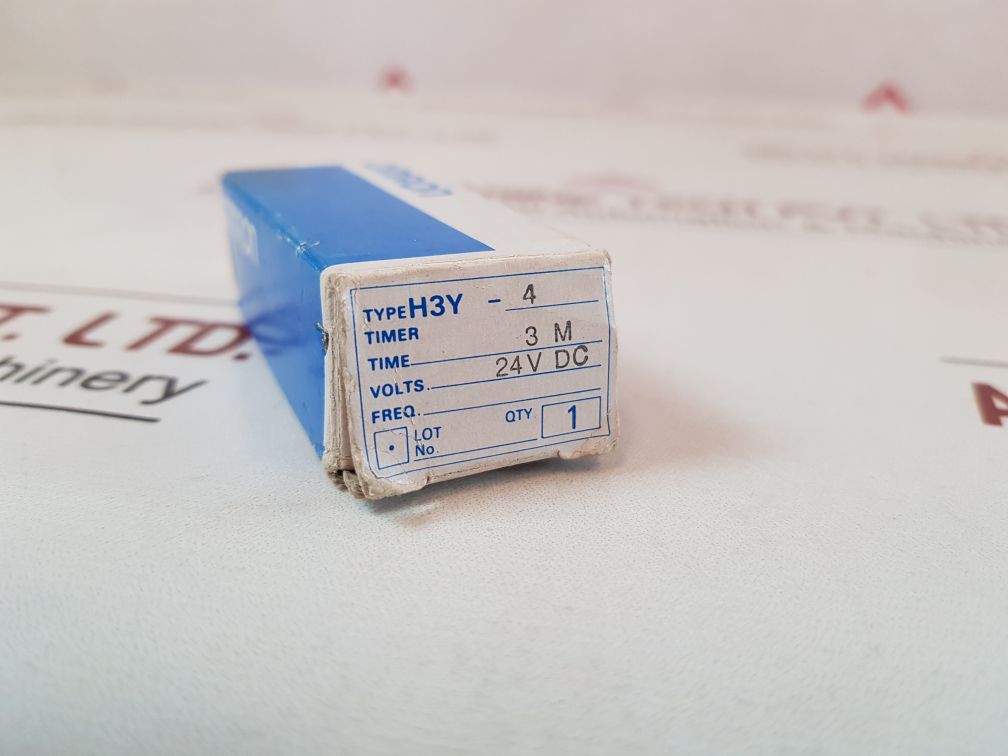 TYPE H3Y - 4
TIMER
TIME 3 M
VOLTS. 24V DC
FREQ.
LOT No. QTY 1
T. LTD.
hinery